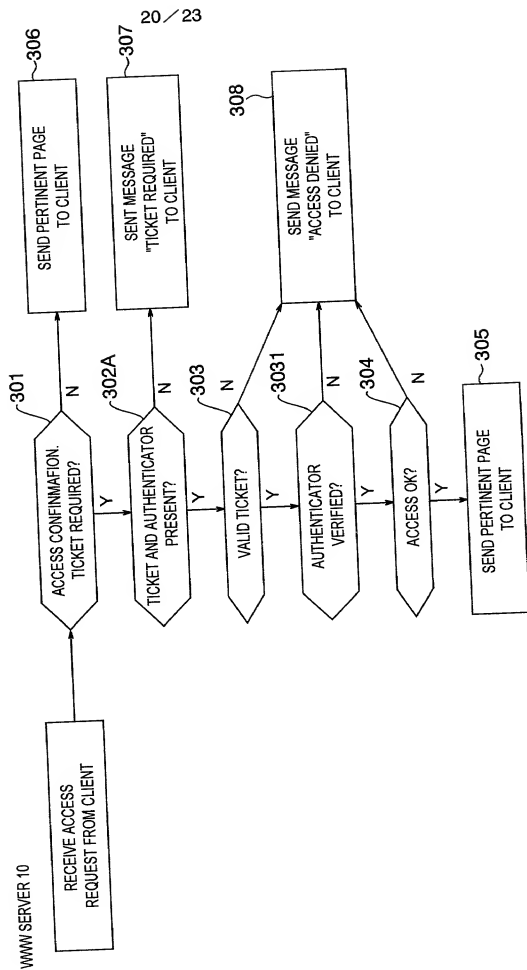 20/23
WWW SERVER 10
RECEIVE ACCESS
REQUEST FROM CLIENT
301
ACCESS CONFINMAFION.
TICKET REQUIRED?
N
306
SEND PERTINENT PAGE
TO CLIENT
Y
302A
TICKET AND AUTHENTICATOR
PRESENT?
N
307
SENT MESSAGE
"TICKET REQUIRED"
TO CLIENT
Y
303
VALID TICKET?
N
308
SEND MESSAGE
"ACCESS DENIED"
TO CLIENT
Y
3031
AUTHENTICATOR
VERIFIED?
N
Y
304
ACCESS OK?
N
Y
305
SEND PERTINENT PAGE
TO CLIENT